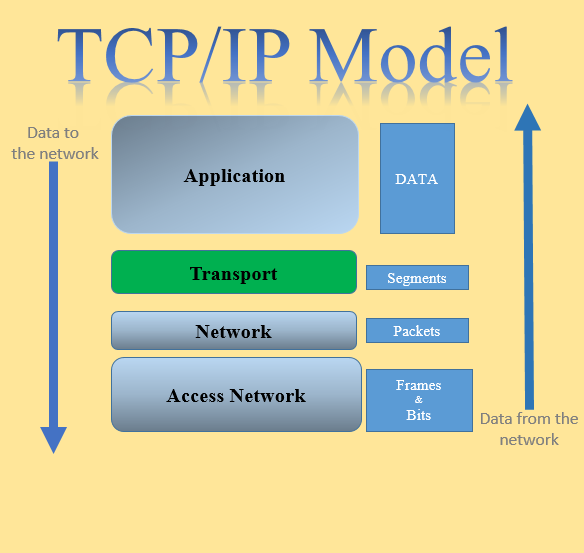 TCP/IP Model
Data to
the network
Application
DATA
Transport
Segments
Network
Packets
Access Network
Frames
&
Bits
Data from the
network